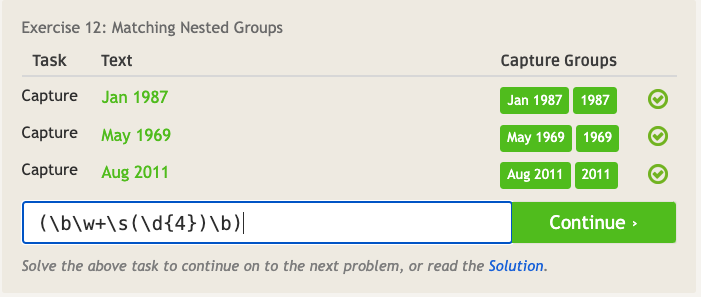 Exercise 12: Matching Nested Groups
Task Text Capture Groups
Capture Jan 1987 Jan 1987 1987
Capture May 1969 May 1969 1969
Capture Aug 2011 Aug 2011 2011
(\b\w+\s(\d{4})\b) Continue ›
Solve the above task to continue on to the next problem, or read the Solution.